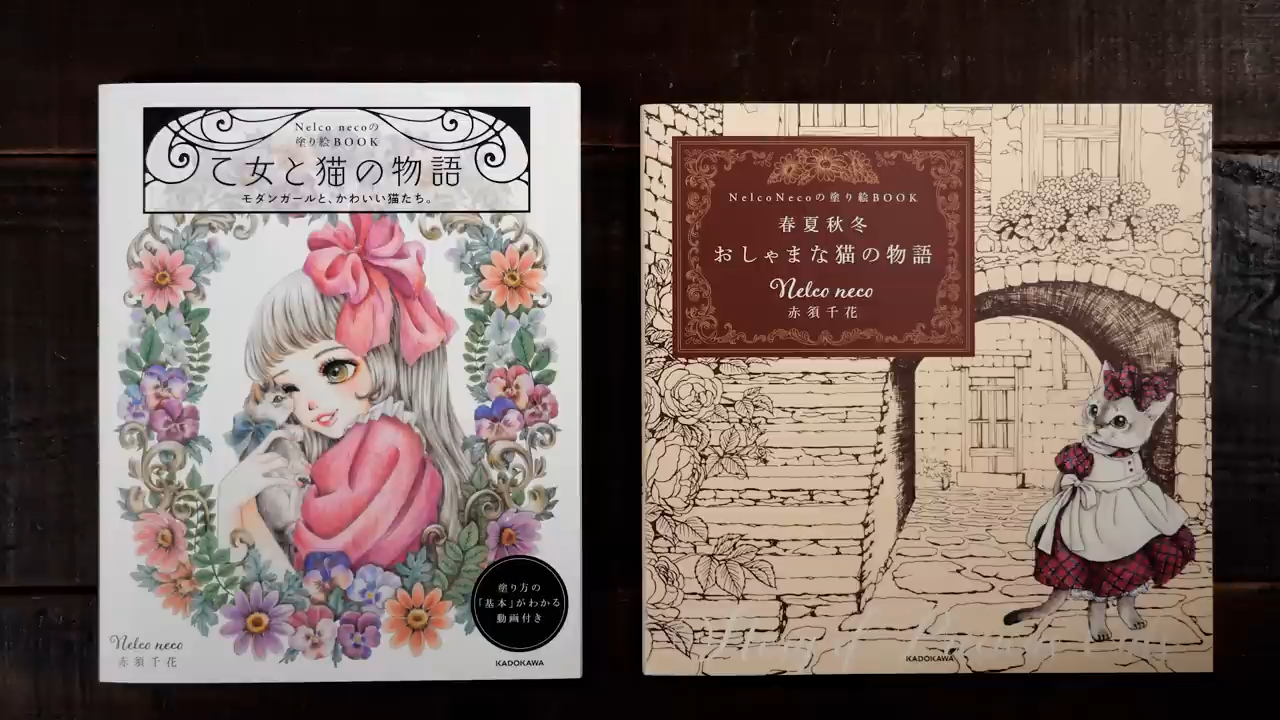 Nelco necoの
塗り絵BOOK
乙女と猫の物語
モダンガールと、かわいい猫たち。
塗り方の
「基本」がわかる
動画付き
Nelco neco
赤須千花
KADOKAWA
NelcoNecoの塗り絵BOOK
春夏秋冬
おしゃまな猫の物語
Nelco neco
赤須千花
KADOKAWA